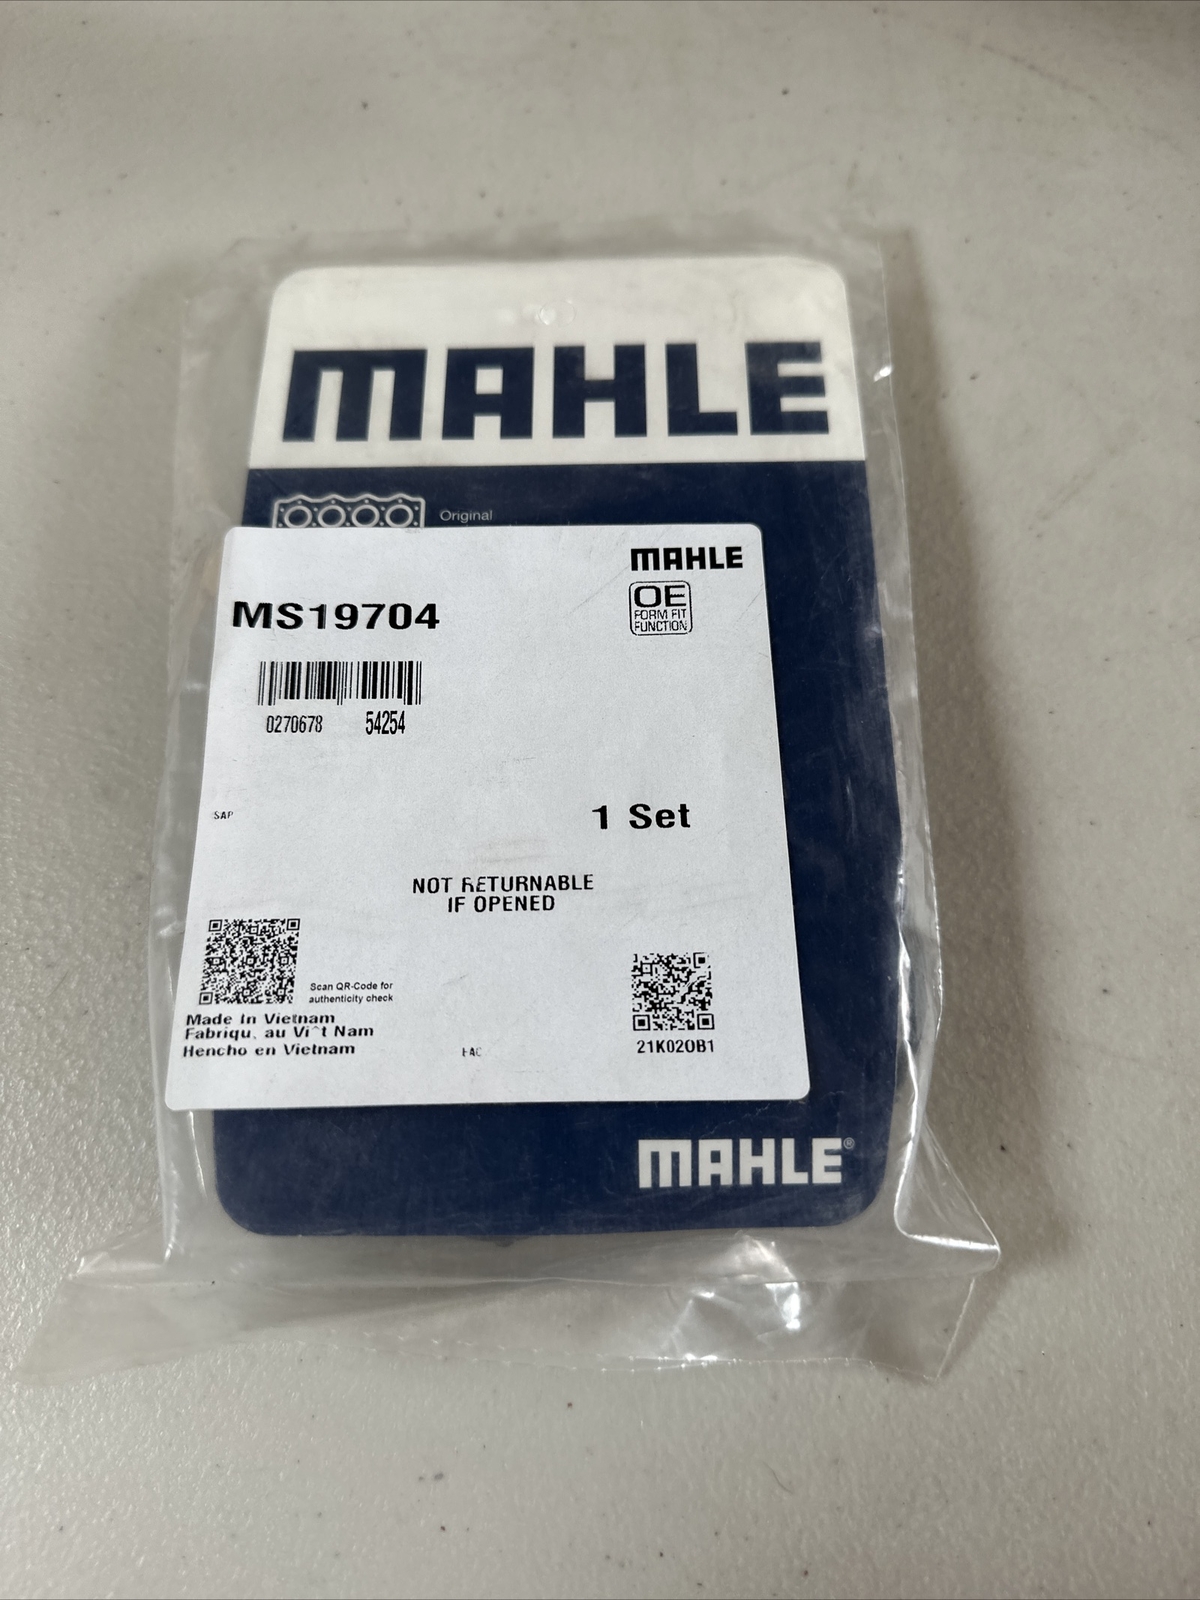 MAHLE
Original
MAHLE
OE
FORM FIT
FUNCTION
MS19704
0270678 54254
SAP
1 Set
NOT RETURNABLE
IF OPENED
Scan QR-Code for
authenticity check
Made In Vietnam
Fabriqu. au Vi^t Nam
Hencho en Vietnam
FAC
21K020B1
MAHLE®